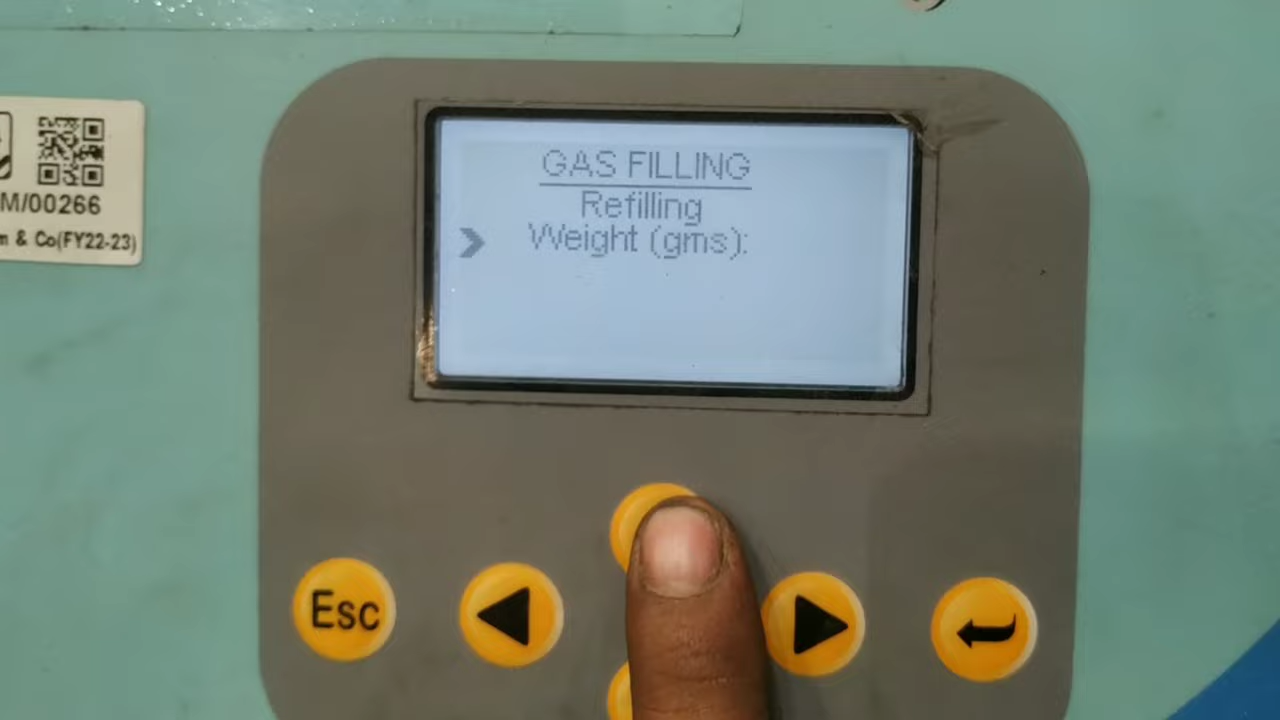 GAS FILLING
Refilling
Weight (gms):
M/00266
& Co(FY22-23)
Esc